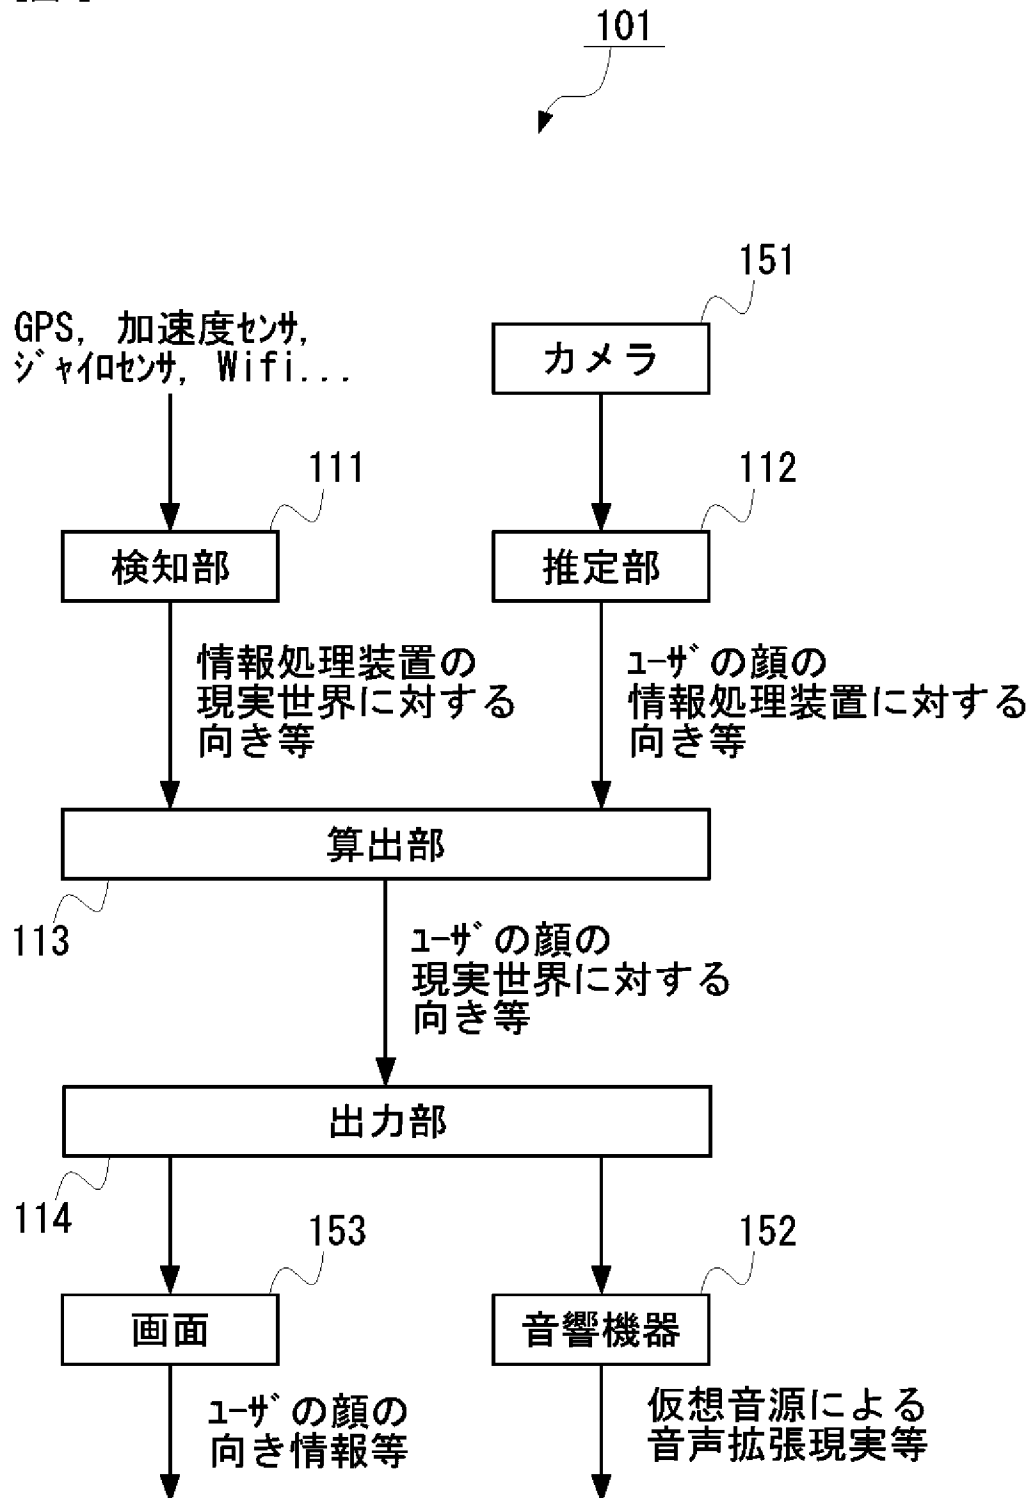 101
151
GPS, 加速度ｾﾝｻ,
ｼﾞｬｲﾛｾﾝｻ, Wifi...
カメラ
111
112
検知部
推定部
情報処理装置の
現実世界に対する
向き等
ﾕｰｻﾞの顔の
情報処理装置に対する
向き等
算出部
113
ﾕｰｻﾞの顔の
現実世界に対する
向き等
出力部
114
153
152
画面
音響機器
ﾕｰｻﾞの顔の
向き情報等
仮想音源による
音声拡張現実等